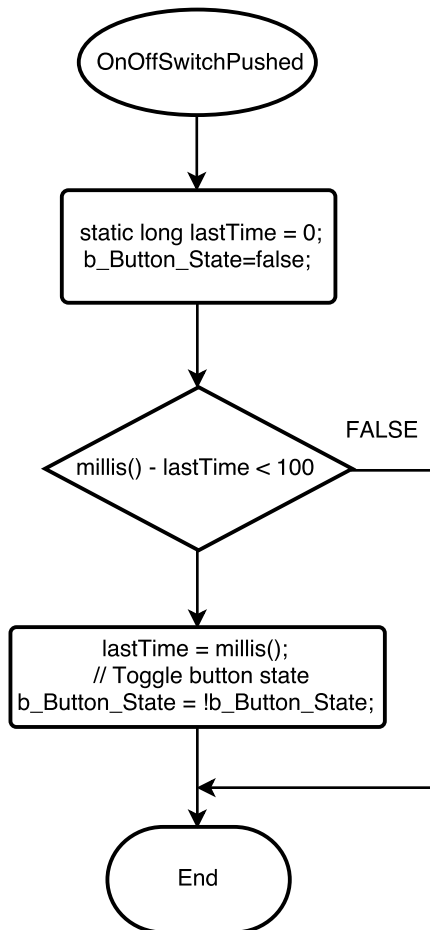 OnOffSwitchPushed
static long lastTime = 0;
b_Button_State=false;
FALSE
millis() - lastTime < 100
lastTime = millis();
// Toggle button state
b_Button_State = !b_Button_State;
End